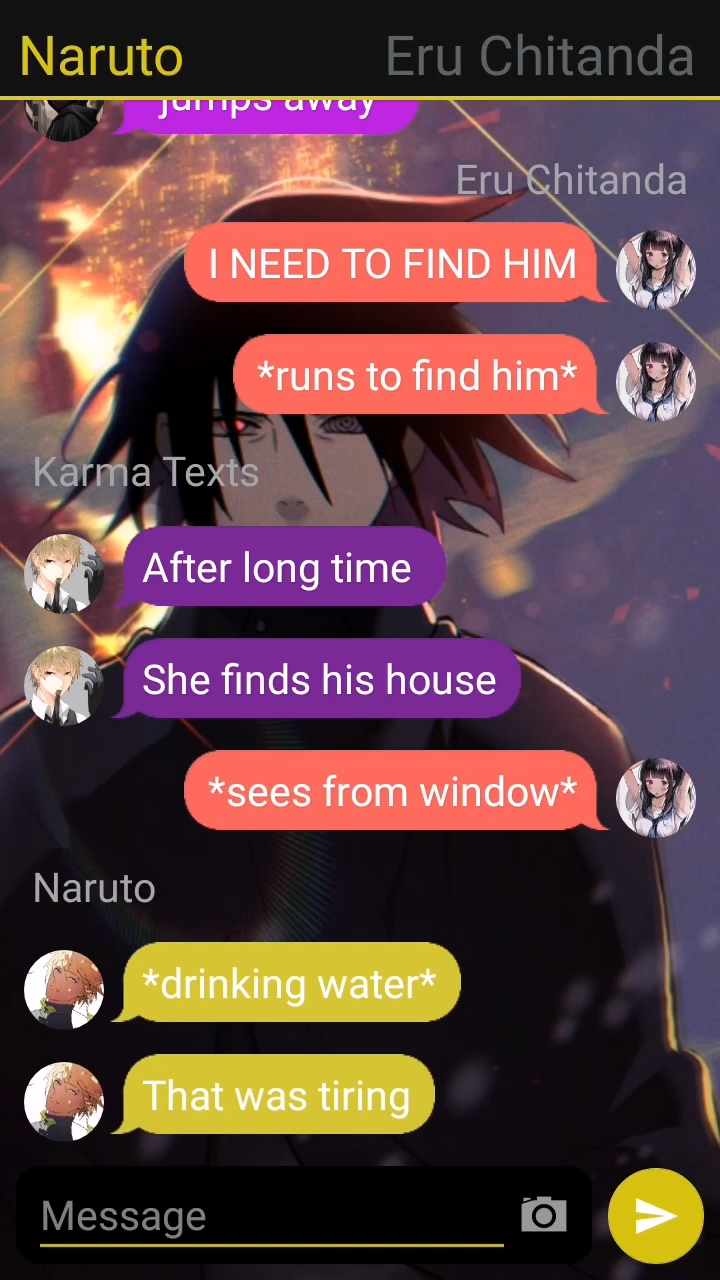 Naruto
Eru Chitanda
jumps away
Eru Chitanda
I NEED TO FIND HIM
*runs to find him*
Karma Texts
After long time
She finds his house
*sees from window*
Naruto
*drinking water*
That was tiring
Message